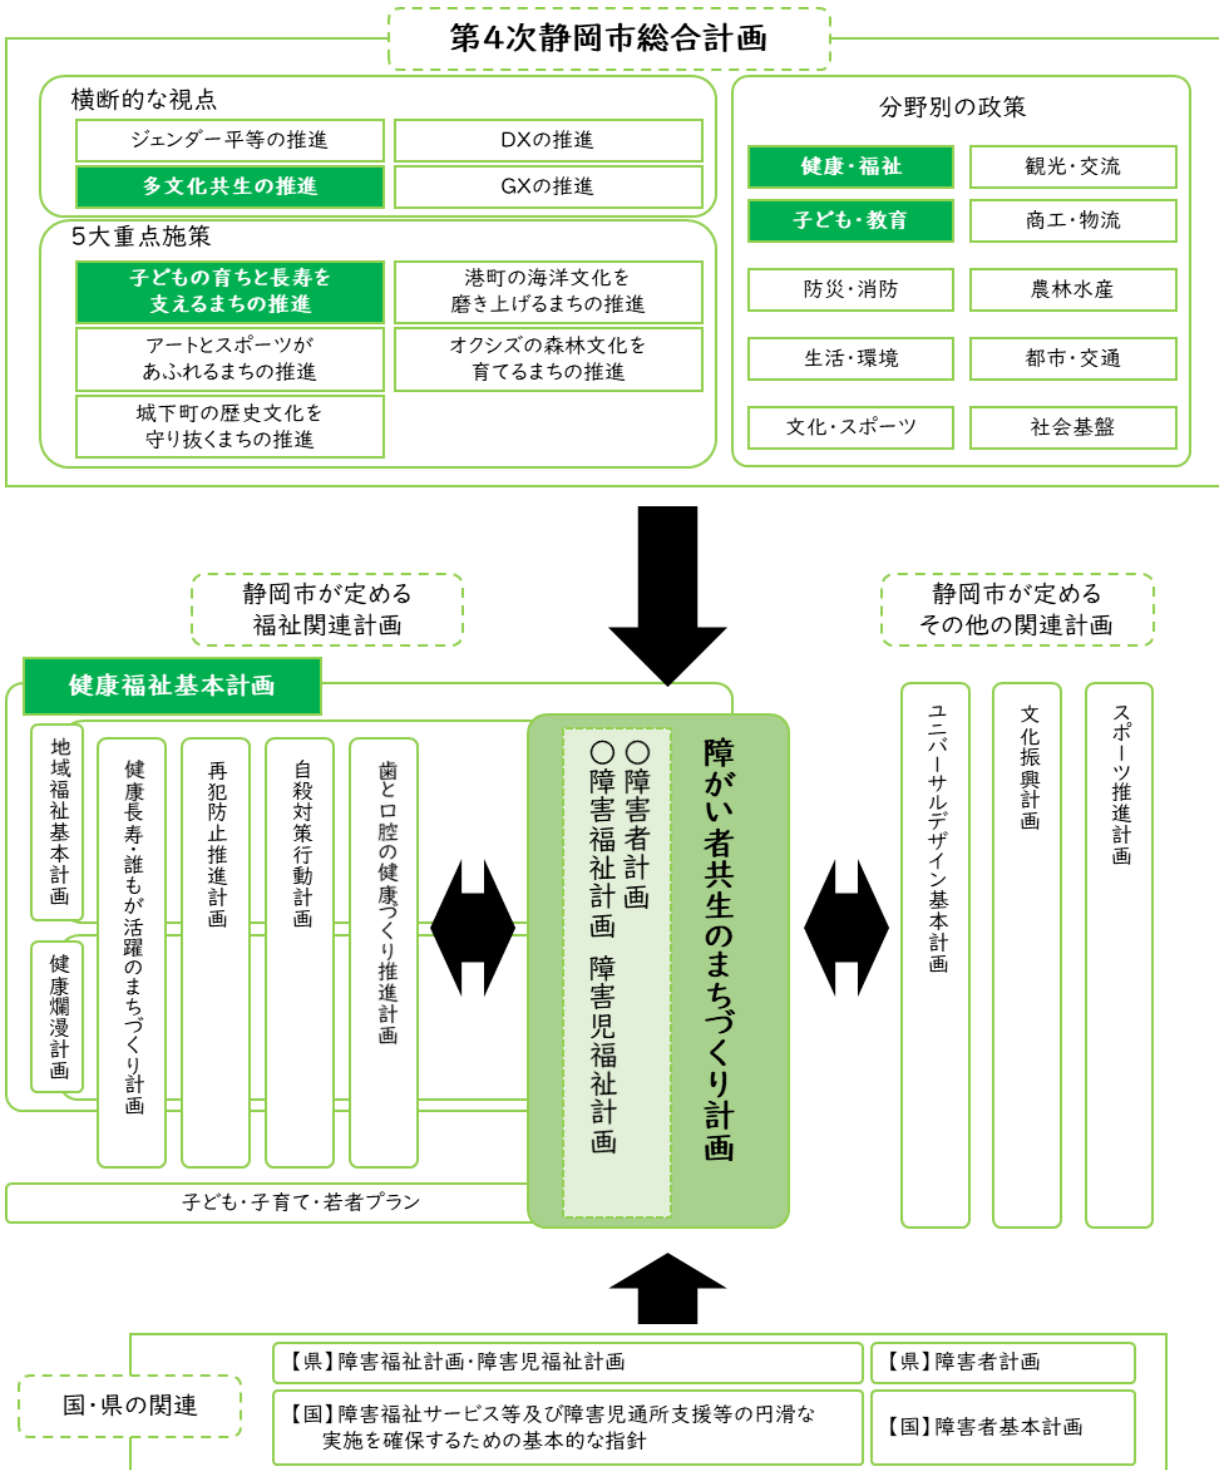 第4次静岡市総合計画
横断的な視点
ジェンダー平等の推進
DXの推進
多文化共生の推進
GXの推進
5大重点施策
子どもの育ちと長寿を
支えるまちの推進
港町の海洋文化を
磨き上げるまちの推進
アートとスポーツが
あふれるまちの推進
オクシズの森林文化を
育てるまちの推進
城下町の歴史文化を
守り抜くまちの推進
分野別の政策
健康・福祉
観光・交流
子ども・教育
商工・物流
防災・消防
農林水産
生活・環境
都市・交通
文化・スポーツ
社会基盤
静岡市が定める
福祉関連計画
静岡市が定める
その他の関連計画
健康福祉基本計画
地域福祉基本計画
健康爛漫計画
健康長寿・誰もが活躍のまちづくり計画
再犯防止推進計画
自殺対策行動計画
歯と口腔の健康づくり推進計画
障がい者共生のまちづくり計画
〇障害者計画
〇障害福祉計画 障害児福祉計画
ユニバーサルデザイン基本計画
文化振興計画
スポーツ推進計画
子ども・子育て・若者プラン
国・県の関連
【県】障害福祉計画・障害児福祉計画
【県】障害者計画
【国】障害福祉サービス等及び障害児通所支援等の円滑な
実施を確保するための基本的な指針
【国】障害者基本計画